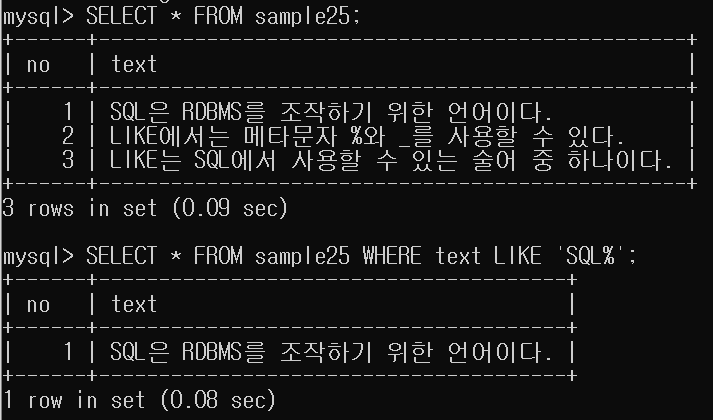 mysql> SELECT * FROM sample25;
+------+--------------------------------------------------+
| no   | text                                             |
+------+--------------------------------------------------+
|    1 | SQL은 RDBMS를 조작하기 위한 언어이다.            |
|    2 | LIKE에서는 메타문자 %와 _를 사용할 수 있다.      |
|    3 | LIKE는 SQL에서 사용할 수 있는 술어 중 하나이다. |
+------+--------------------------------------------------+
3 rows in set (0.09 sec)
mysql> SELECT * FROM sample25 WHERE text LIKE 'SQL%';
+------+----------------------------------------+
| no   | text                                   |
+------+----------------------------------------+
|    1 | SQL은 RDBMS를 조작하기 위한 언어이다. |
+------+----------------------------------------+
1 row in set (0.08 sec)